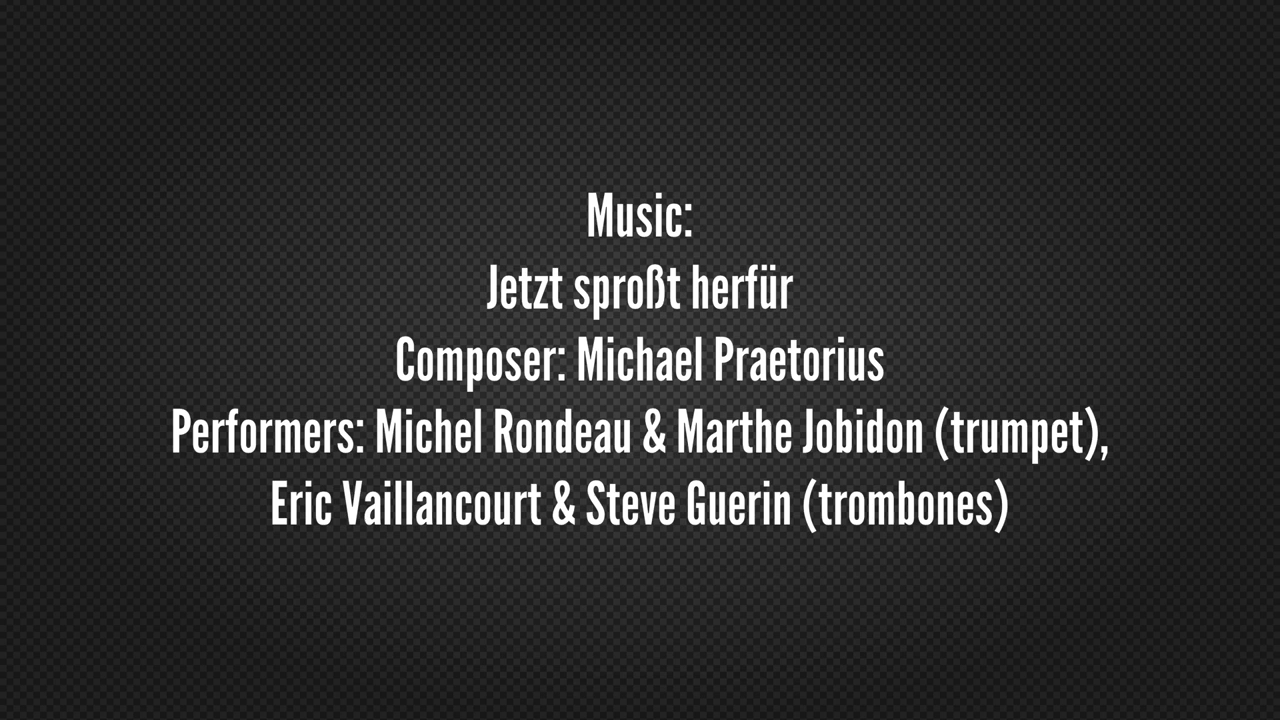 Music:
Jetzt sproßt herfür
Composer: Michael Praetorius
Performers: Michel Rondeau & Marthe Jobidon (trumpet),
Eric Vaillancourt & Steve Guerin (trombones)